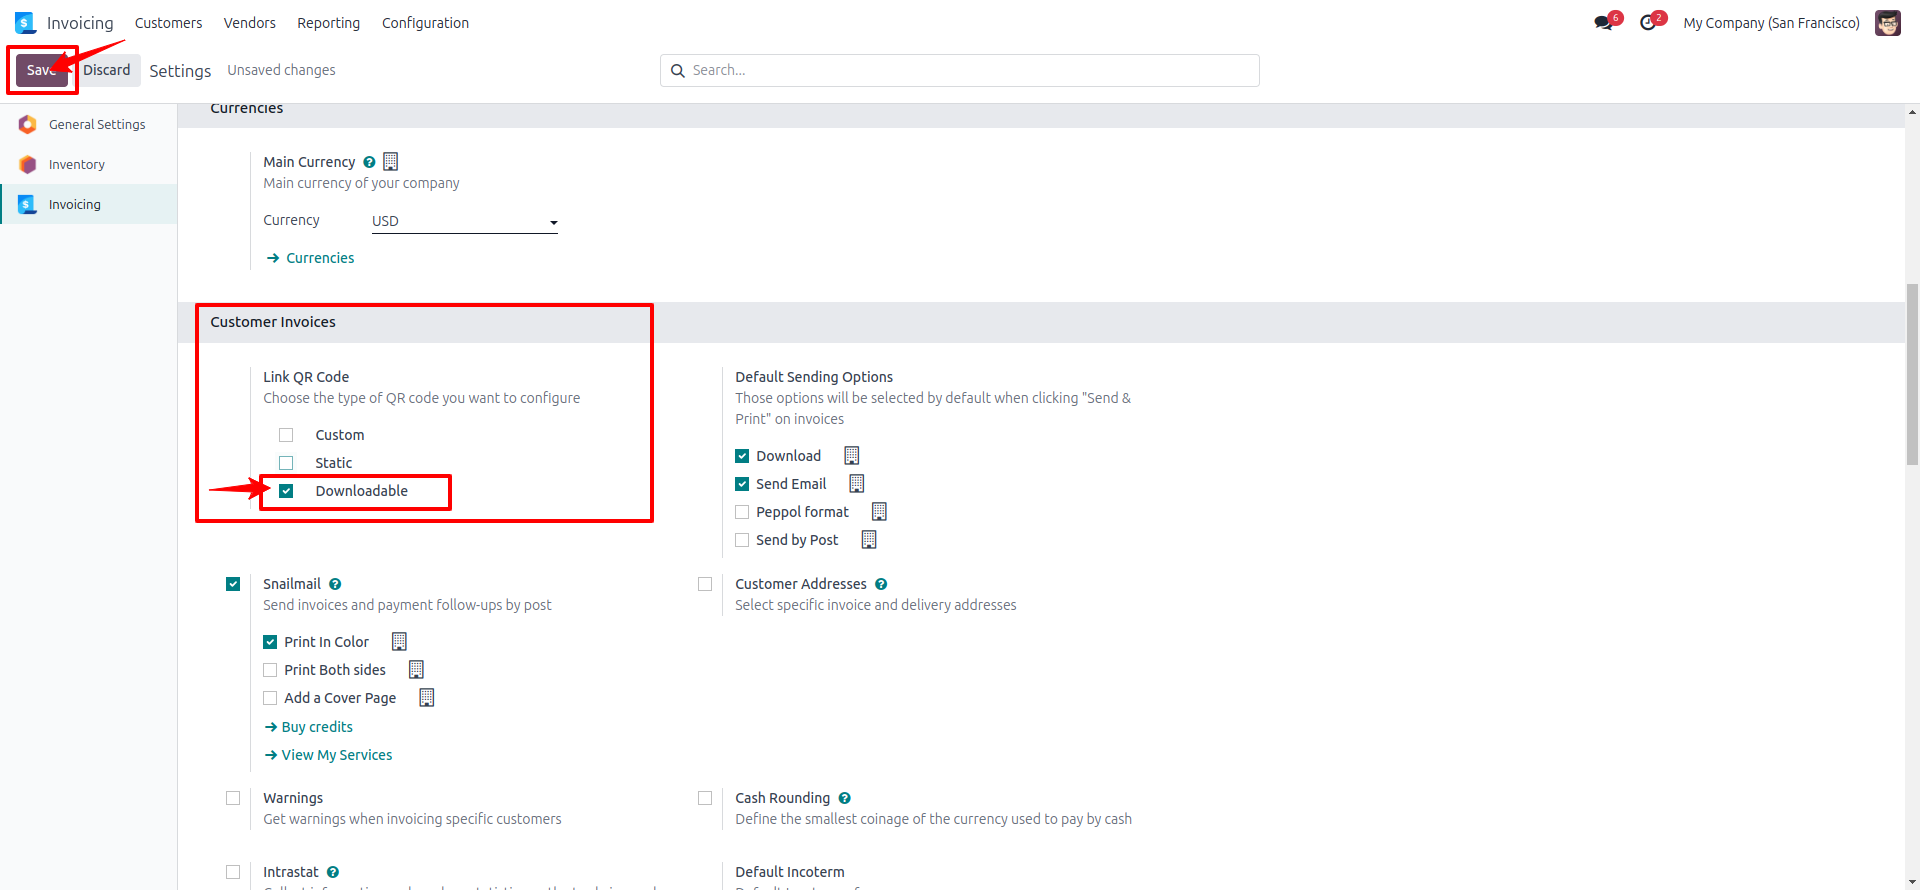 Invoicing Customers Vendors Reporting Configuration 6 2 My Company (San Francisco)
Save Discard Settings Unsaved changes Search...
General Settings
Inventory
Invoicing
Currencies
Main Currency ?
Main currency of your company
Currency USD
→ Currencies
Customer Invoices
Link QR Code
Choose the type of QR code you want to configure
Custom
Static
Downloadable
Default Sending Options
Those options will be selected by default when clicking "Send &
Print" on invoices
Download
Send Email
Peppol format
Send by Post
Snailmail ?
Send invoices and payment follow-ups by post
Print In Color
Print Both sides
Add a Cover Page
→ Buy credits
→ View My Services
Customer Addresses ?
Select specific invoice and delivery addresses
Warnings
Get warnings when invoicing specific customers
Cash Rounding ?
Define the smallest coinage of the currency used to pay by cash
Intrastat ?
Default Incoterm